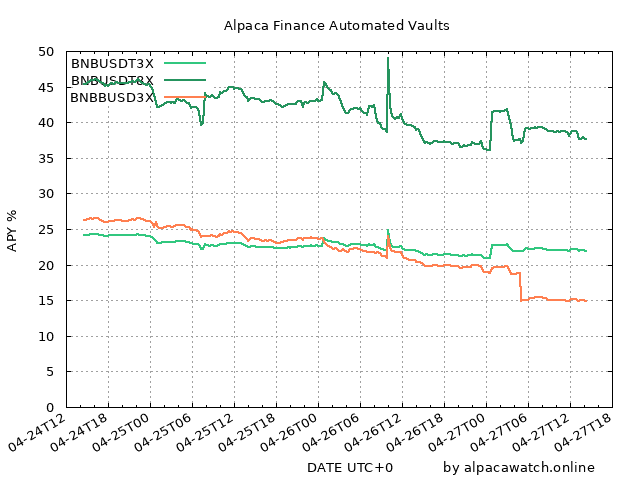 Alpaca Finance Automated Vaults
BNBUSDT3X
BNBUSDT8X
BNBBUSD3X
50
45
40
35
30
25
20
15
10
5
0
APY %
04-24T12
04-24T18
04-25T00
04-25T06
04-25T12
04-25T18
04-26T00
04-26T06
04-26T12
04-26T18
04-27T00
04-27T06
04-27T12
04-27T18
DATE UTC+0
by alpacawatch.online